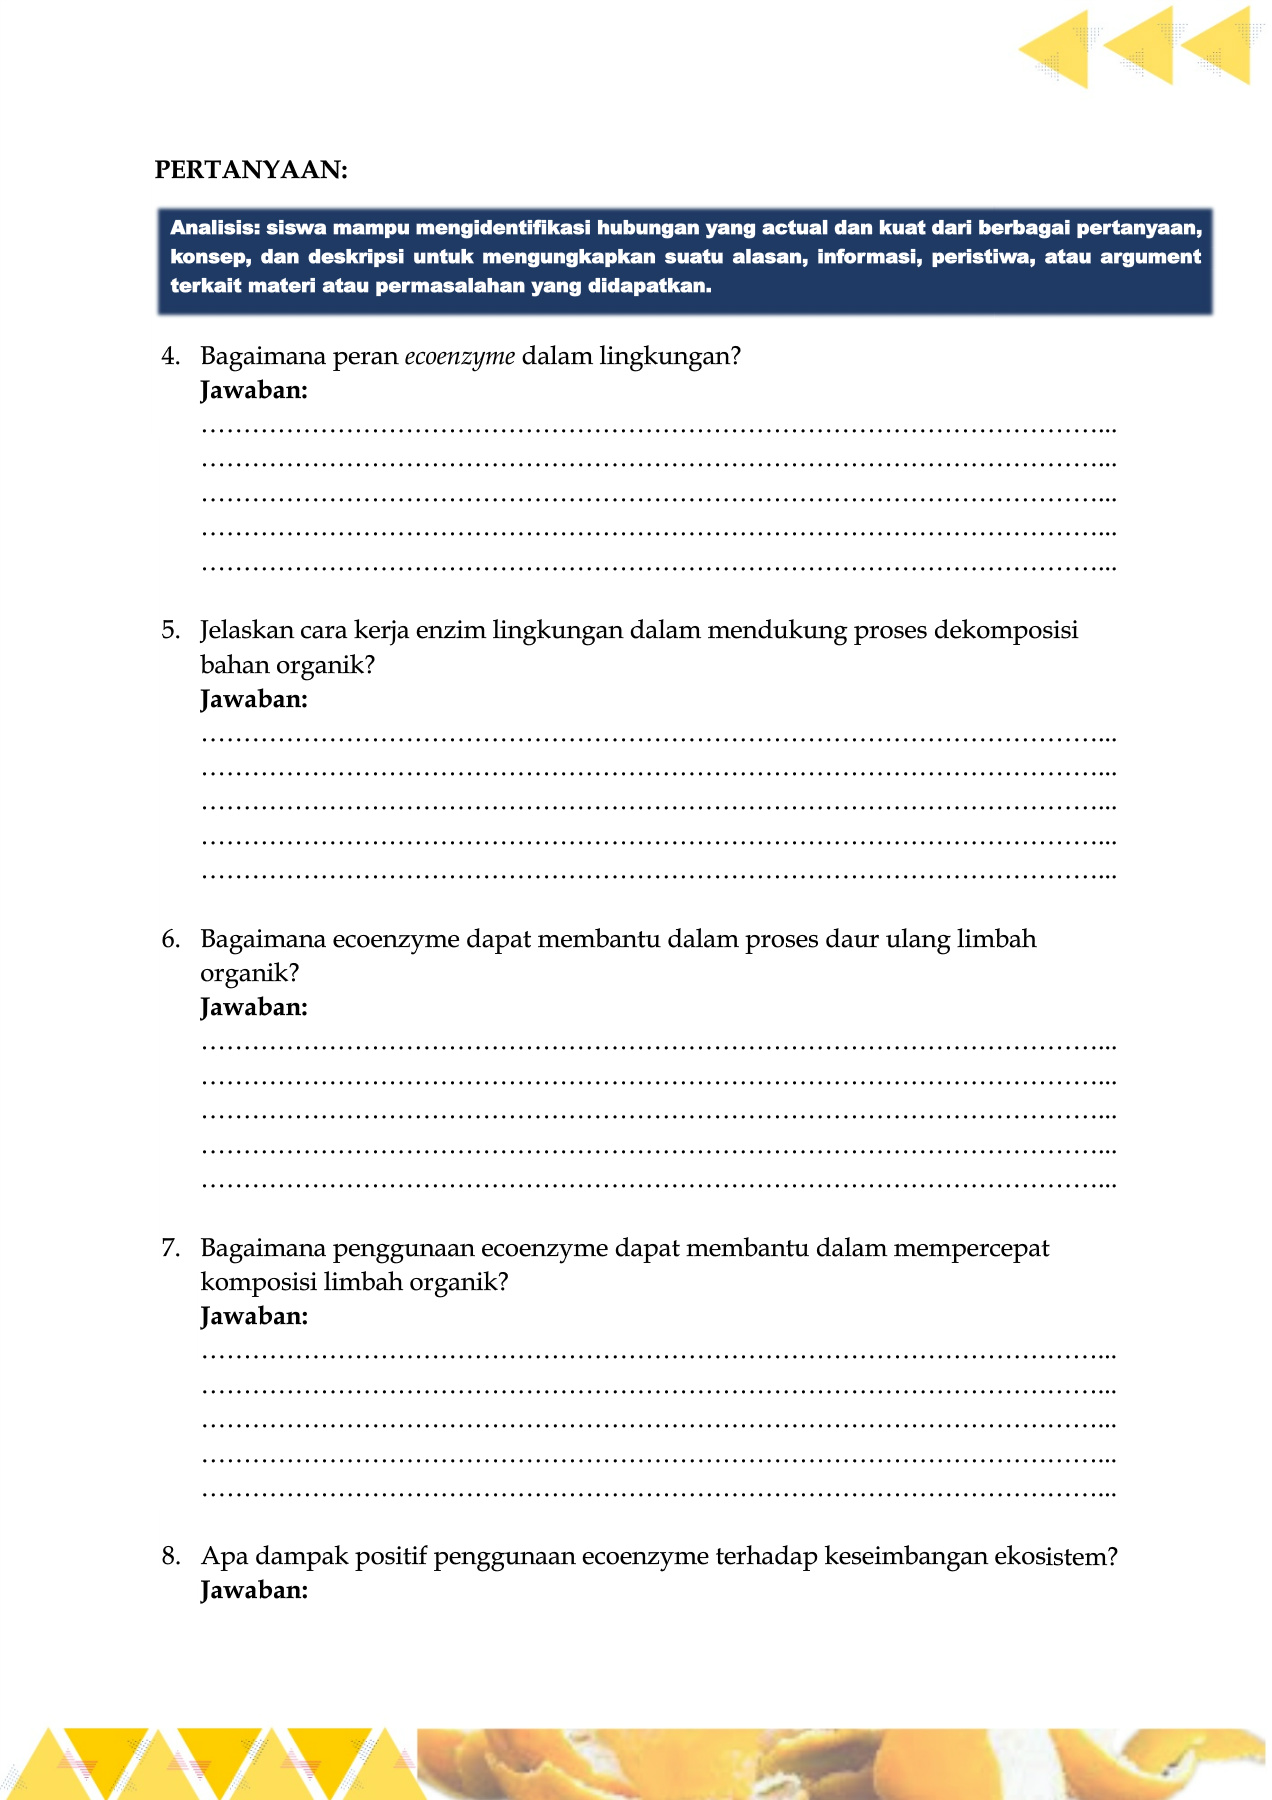 PERTANYAAN:
Analisis: siswa mampu mengidentifikasi hubungan yang actual dan kuat dari berbagai pertanyaan,
konsep, dan deskripsi untuk mengungkapkan suatu alasan, informasi, peristiwa, atau argument
terkait materi atau permasalahan yang didapatkan.
4. Bagaimana peran ecoenzyme dalam lingkungan?
Jawaban:
…………………………………………………………………………………………...
…………………………………………………………………………………………...
…………………………………………………………………………………………...
…………………………………………………………………………………………...
…………………………………………………………………………………………...
5. Jelaskan cara kerja enzim lingkungan dalam mendukung proses dekomposisi
bahan organik?
Jawaban:
…………………………………………………………………………………………...
…………………………………………………………………………………………...
…………………………………………………………………………………………...
…………………………………………………………………………………………...
…………………………………………………………………………………………...
6. Bagaimana ecoenzyme dapat membantu dalam proses daur ulang limbah
organik?
Jawaban:
…………………………………………………………………………………………...
…………………………………………………………………………………………...
…………………………………………………………………………………………...
…………………………………………………………………………………………...
…………………………………………………………………………………………...
7. Bagaimana penggunaan ecoenzyme dapat membantu dalam mempercepat
komposisi limbah organik?
Jawaban:
…………………………………………………………………………………………...
…………………………………………………………………………………………...
…………………………………………………………………………………………...
…………………………………………………………………………………………...
…………………………………………………………………………………………...
8. Apa dampak positif penggunaan ecoenzyme terhadap keseimbangan ekosistem?
Jawaban: